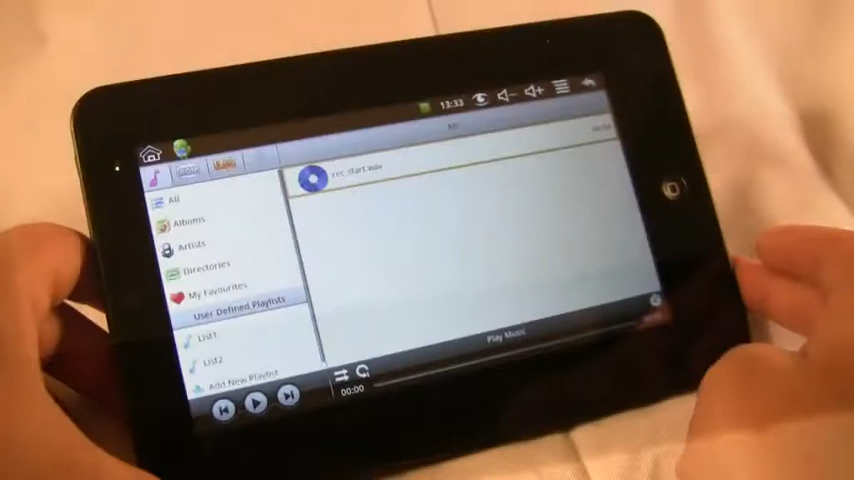 13:33
All
All
rec_start.wav
Albums
Artists
Directories
My Favourites
User Defined Playlists
List1
List2
Add New Playlist
Play Music
00:00